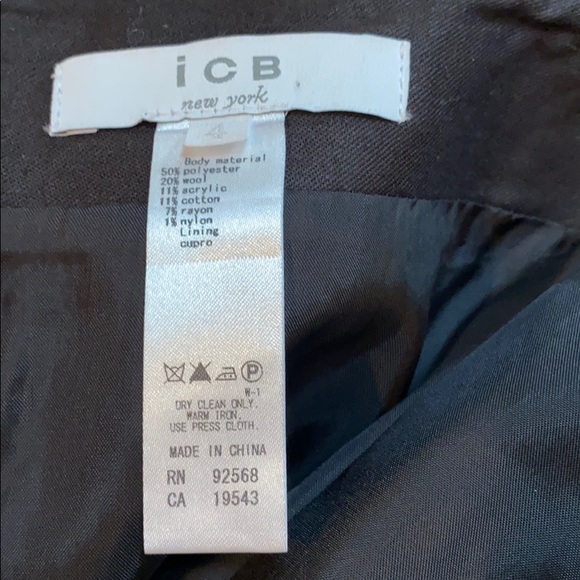 iCB
new york
4
Body material
50% polyester
20% wool
11% acrylic
11% cotton
7% rayon
1% nylon
Lining
cupro
P
W-1
DRY CLEAN ONLY.
WARM IRON.
USE PRESS CLOTH.
MADE IN CHINA
RN 92568
CA 19543